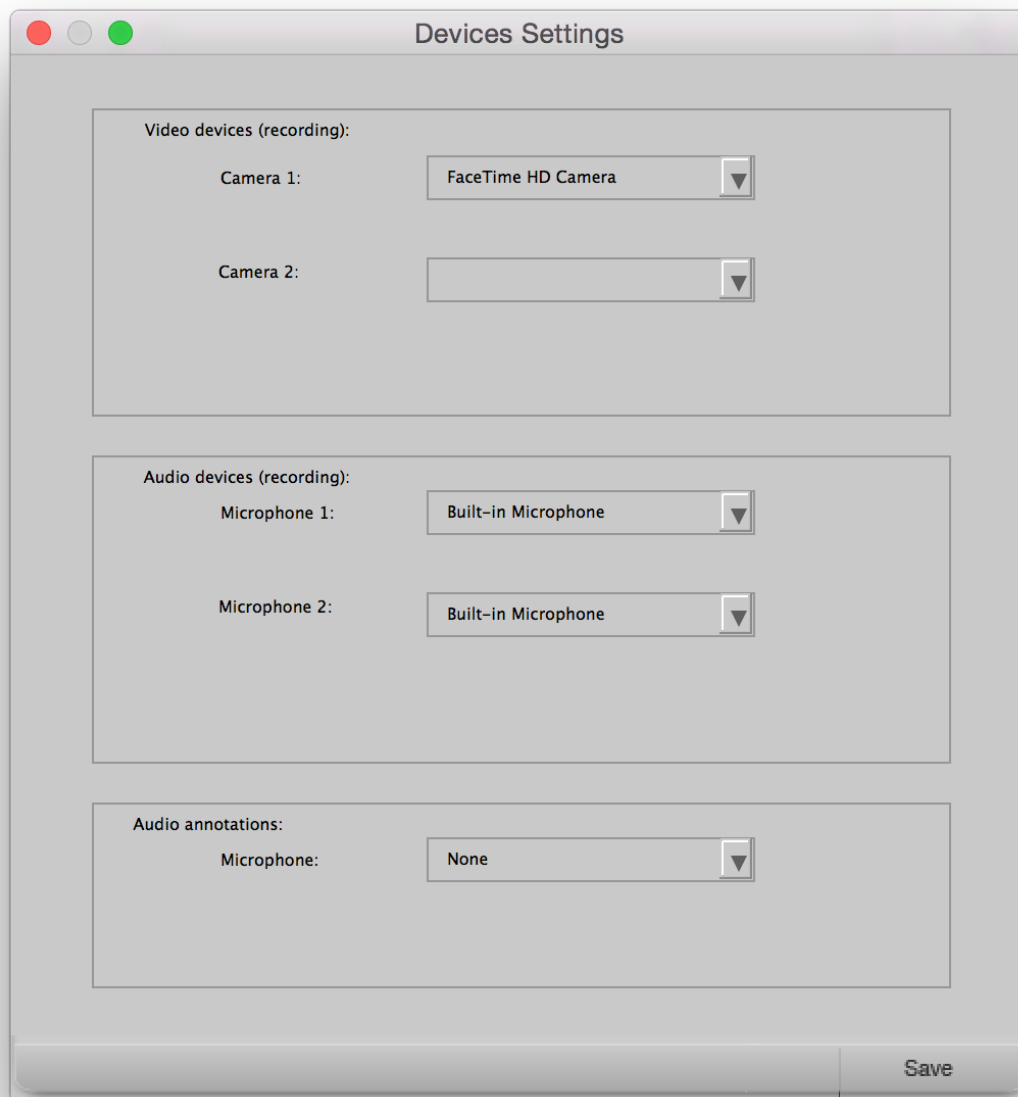 Devices Settings
Video devices (recording):
Camera 1: FaceTime HD Camera
Camera 2:
Audio devices (recording):
Microphone 1: Built-in Microphone
Microphone 2: Built-in Microphone
Audio annotations:
Microphone: None
Save